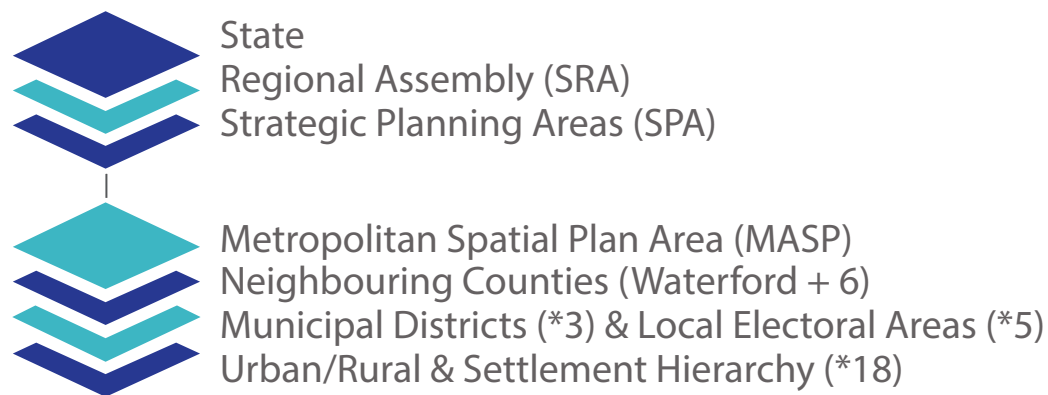 State
Regional Assembly (SRA)
Strategic Planning Areas (SPA)
Metropolitan Spatial Plan Area (MASP)
Neighbouring Counties (Waterford + 6)
Municipal Districts (*3) & Local Electoral Areas (*5)
Urban/Rural & Settlement Hierarchy (*18)